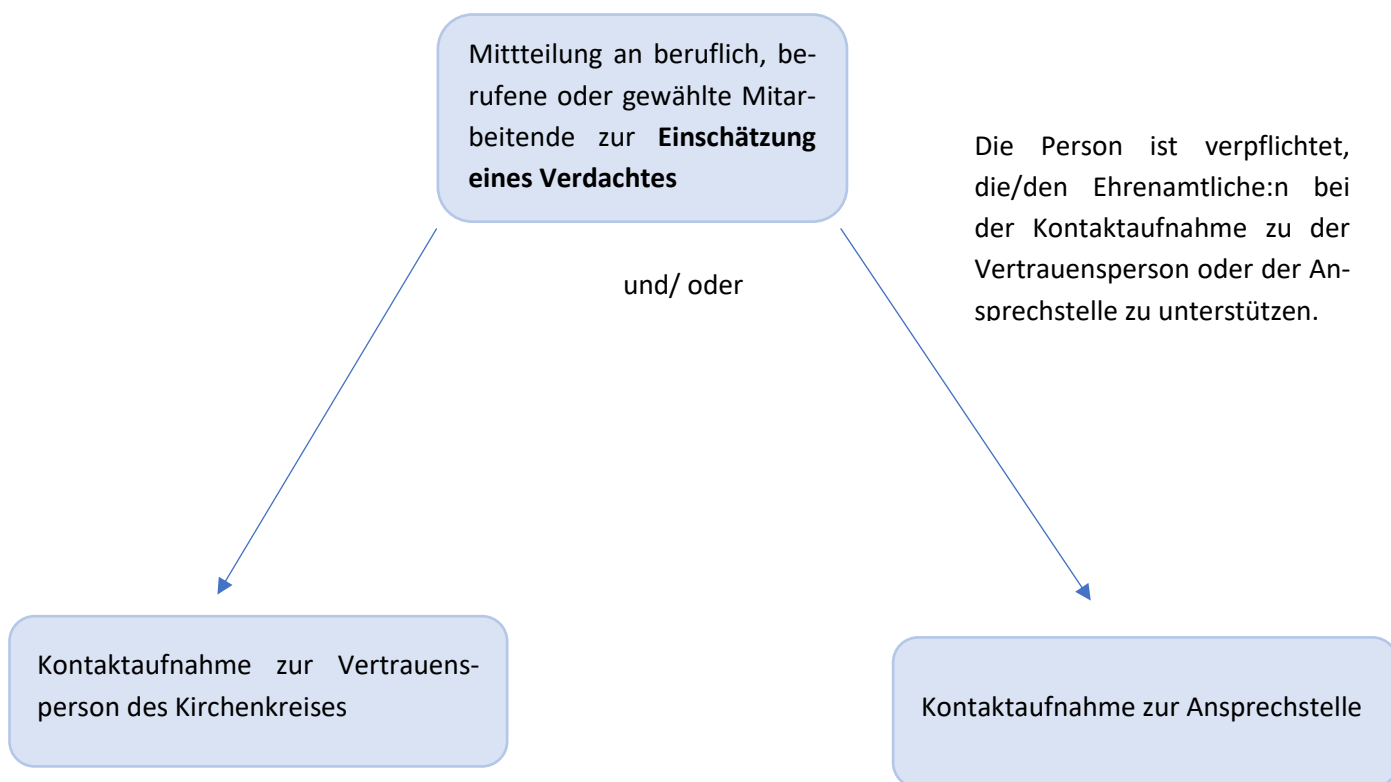 Mittteilung an beruflich, be-
rufene oder gewählte Mitar-
beitende zur Einschätzung
eines Verdachtes
Die Person ist verpflichtet,
die/den Ehrenamtliche:n bei
der Kontaktaufnahme zu der
Vertrauensperson oder der An-
sprechstelle zu unterstützen.
und/ oder
Kontaktaufnahme zur Vertrauens-
person des Kirchenkreises
Kontaktaufnahme zur Ansprechstelle